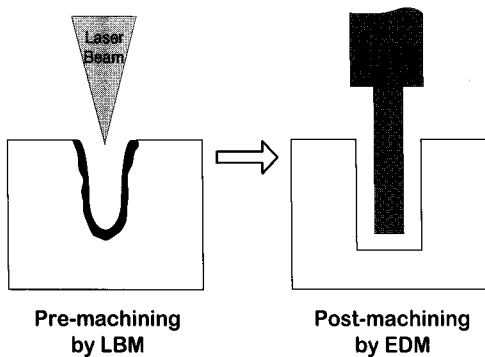 Laser
Beam
Pre-machining
by LBM
Post-machining
by EDM